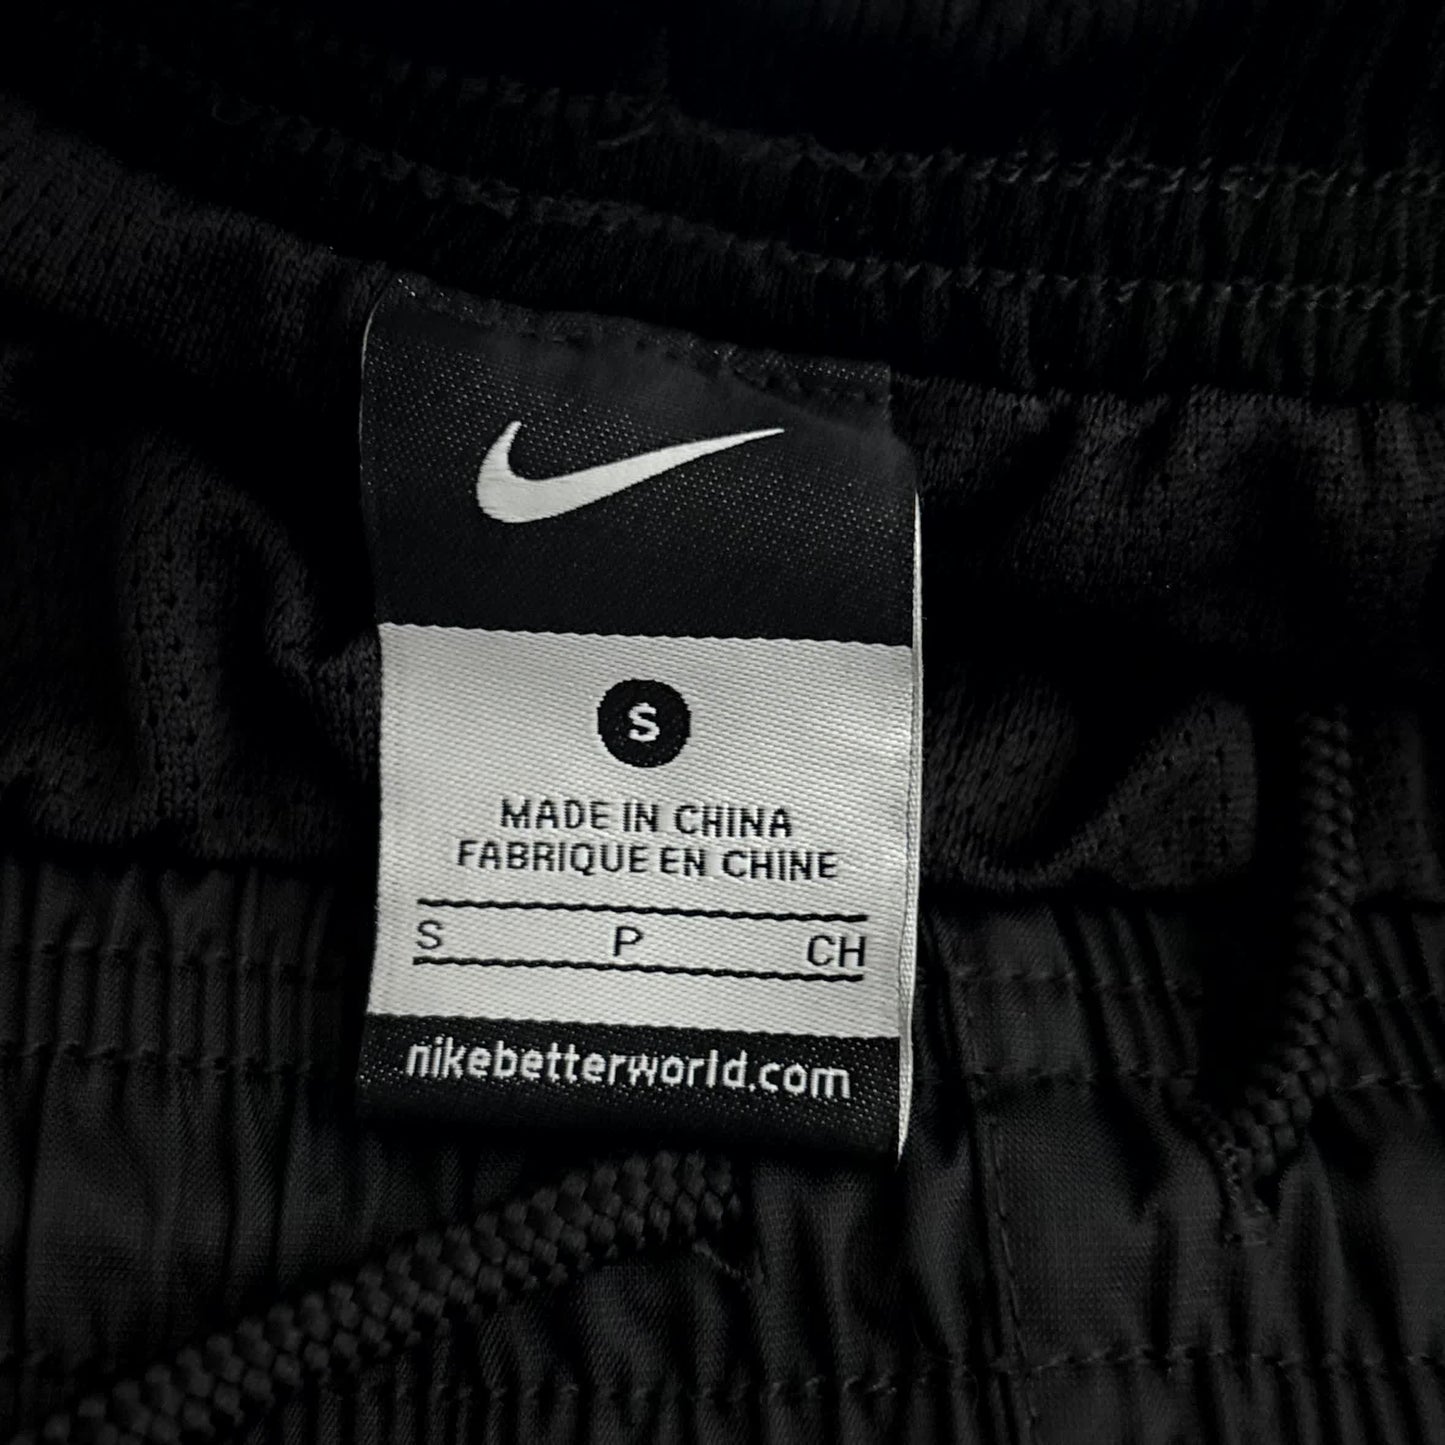 S
MADE IN CHINA
FABRIQUE EN CHINE
S P CH
nikebetterworld.com